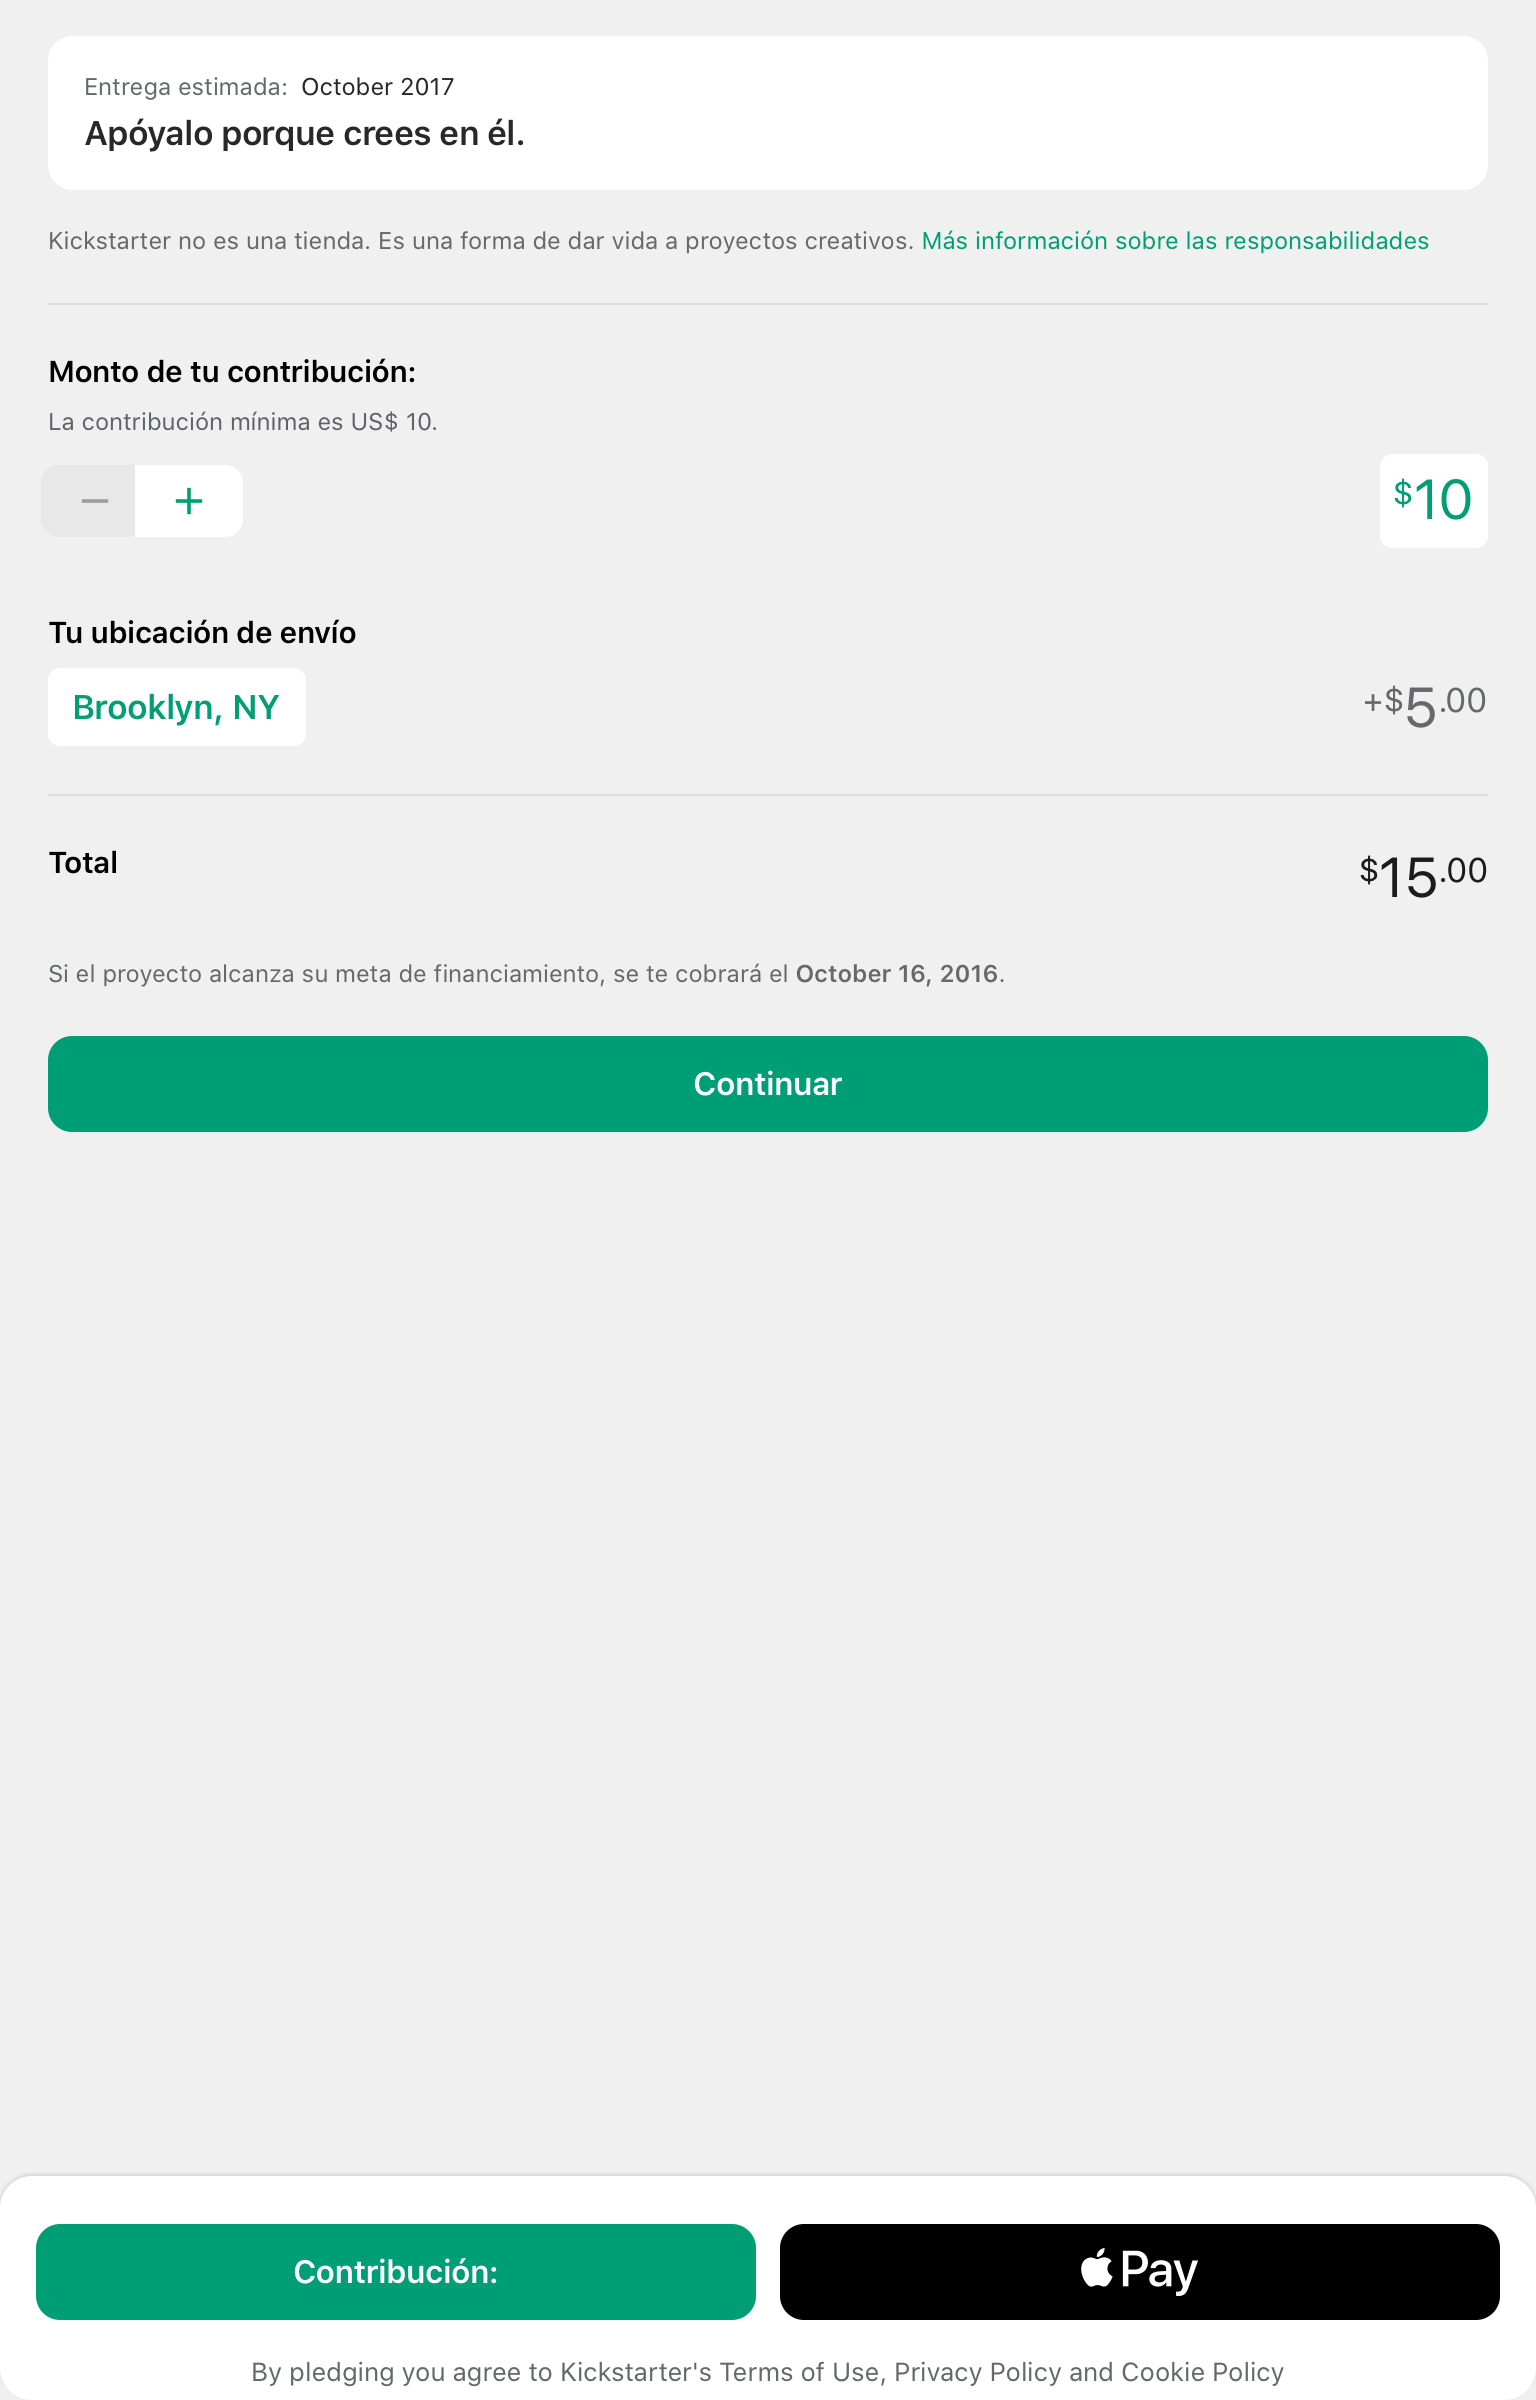 Entrega estimada: October 2017
Apóyalo porque crees en él.
Kickstarter no es una tienda. Es una forma de dar vida a proyectos creativos. Más información sobre las responsabilidades
Monto de tu contribución:
La contribución mínima es US$ 10.
$10
Tu ubicación de envío
Brooklyn, NY
+$5.00
Total
$15.00
Si el proyecto alcanza su meta de financiamiento, se te cobrará el October 16, 2016.
Continuar
Contribución:
Pay
By pledging you agree to Kickstarter's Terms of Use, Privacy Policy and Cookie Policy